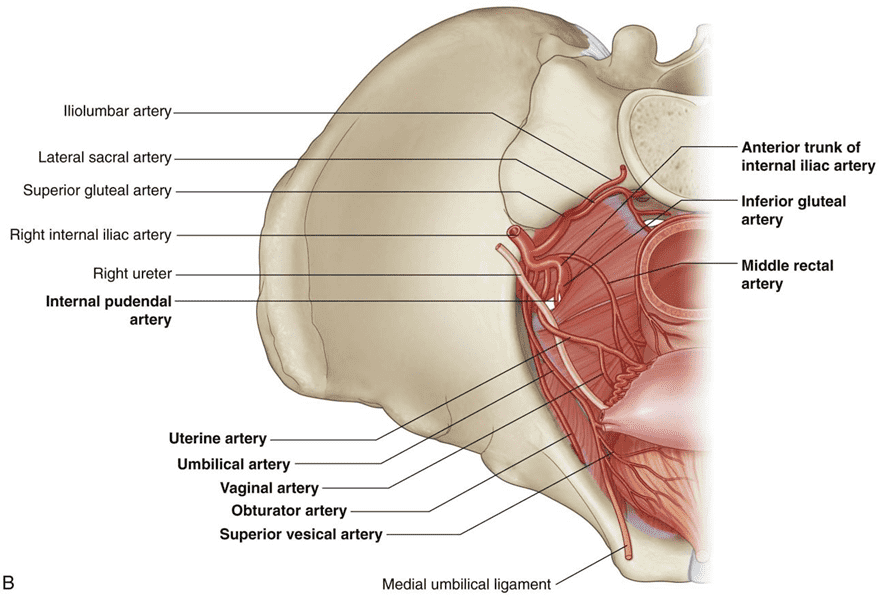 Iliolumbar artery
Lateral sacral artery
Superior gluteal artery
Right internal iliac artery
Right ureter
Internal pudendal
artery
Anterior trunk of
internal iliac artery
Inferior gluteal
artery
Middle rectal
artery
Uterine artery
Umbilical artery
Vaginal artery
Obturator artery
Superior vesical artery
Medial umbilical ligament
B